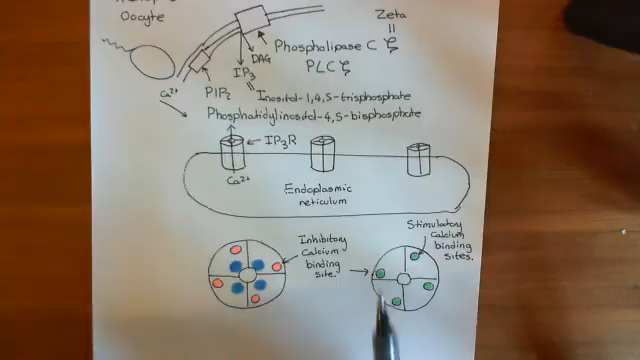 Oocyte
Zeta
=
Phospholipase C ζ
PLC ζ
DAG
IP3
=
Inositol-1,4,5-trisphosphate
PIP2
Ca2+
Phosphatidylinositol-4,5-bisphosphate
IP3R
Ca2+
Endoplasmic
reticulum
Inhibitory
Calcium
binding
site.
Stimulatory
Calcium
binding
sites.